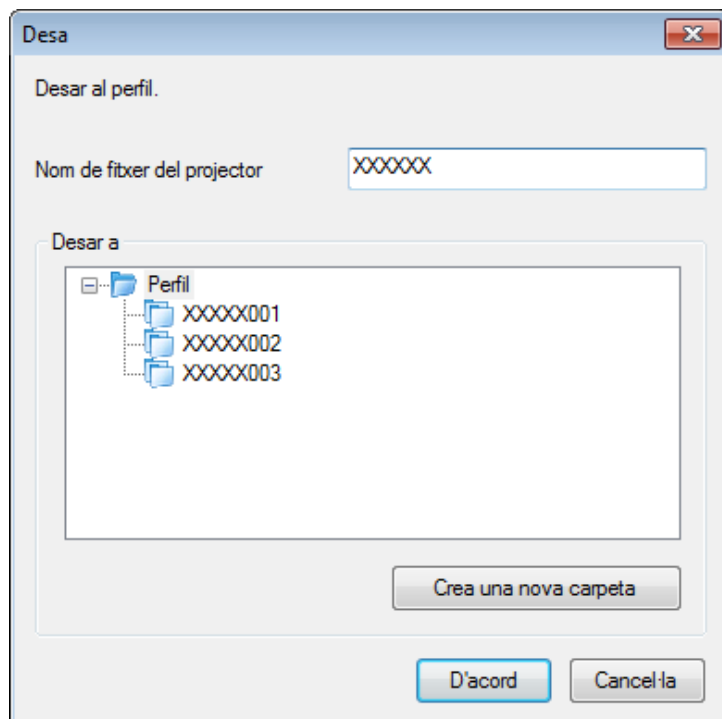 Desa
Desar al perfil.
Nom de fitxer del projector XXXXXX
Desar a
Perfil
XXXXX001
XXXXX002
XXXXX003
Crea una nova carpeta
D'acord Cancel·la